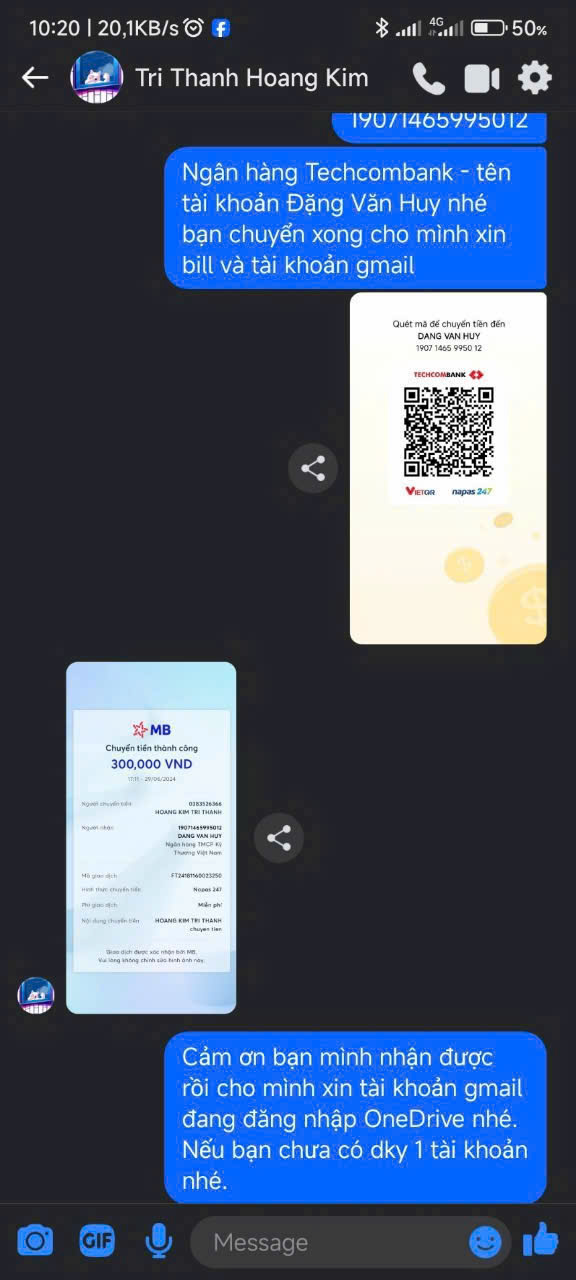 10:20 | 20,1KB/s
4G
50%
Tri Thanh Hoang Kim
19071465995012
Ngân hàng Techcombank - tên
tài khoản Đặng Văn Huy nhé
bạn chuyển xong cho mình xin
bill và tài khoản gmail
Quét mã để chuyển tiền đến
DANG VAN HUY
1907 1465 9950 12
TECHCOMBANK
VIETQR napas 247
MB
Chuyển tiền thành công
300,000 VND
17:11 - 29/06/2024
Người chuyển tiền 0383526366
HOANG KIM TRI THANH
Người nhận 19071465995012
DANG VAN HUY
Ngân hàng TMCP Kỹ
Thương Việt Nam
Mã giao dịch FT24181160023250
Hình thức chuyển tiền Napas 247
Phí giao dịch Miễn phí
Nội dung chuyển tiền HOANG KIM TRI THANH
chuyen tien
Giao dịch được xác nhận bởi MB.
Vui lòng không chỉnh sửa hình ảnh này.
Cảm ơn bạn mình nhận được
rồi cho mình xin tài khoản gmail
đang đăng nhập OneDrive nhé.
Nếu bạn chưa có dky 1 tài khoản
nhé.
GIF
Message